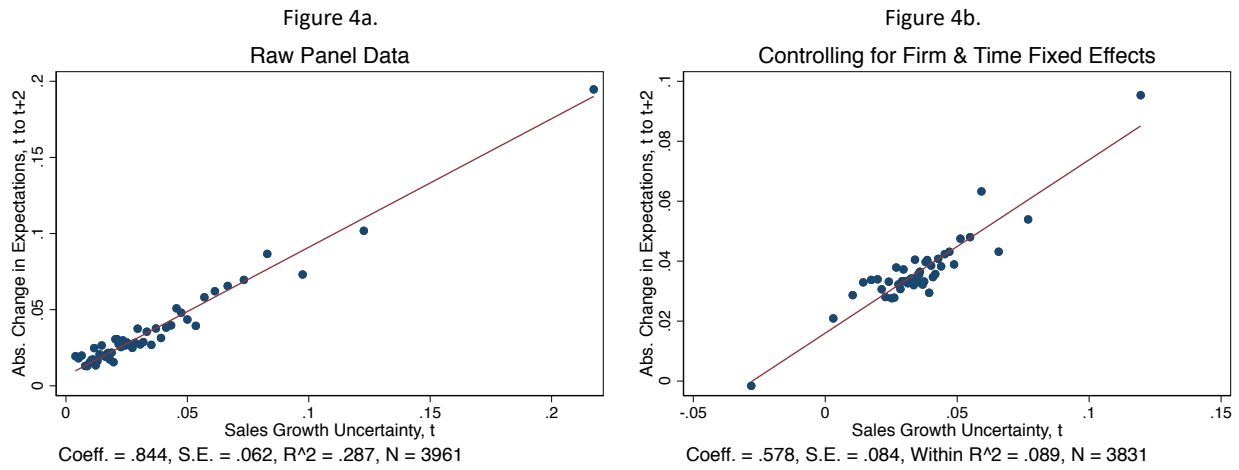 Figure 4a.
Raw Panel Data
Abs. Change in Expectations, t to t+2
.2
.15
.1
.05
0
0
.05
.1
.15
.2
Sales Growth Uncertainty, t
Coeff. = .844, S.E. = .062, R^2 = .287, N = 3961
Figure 4b.
Controlling for Firm & Time Fixed Effects
Abs. Change in Expectations, t to t+2
.1
.08
.06
.04
.02
0
-.05
0
.05
.1
.15
Sales Growth Uncertainty, t
Coeff. = .578, S.E. = .084, Within R^2 = .089, N = 3831